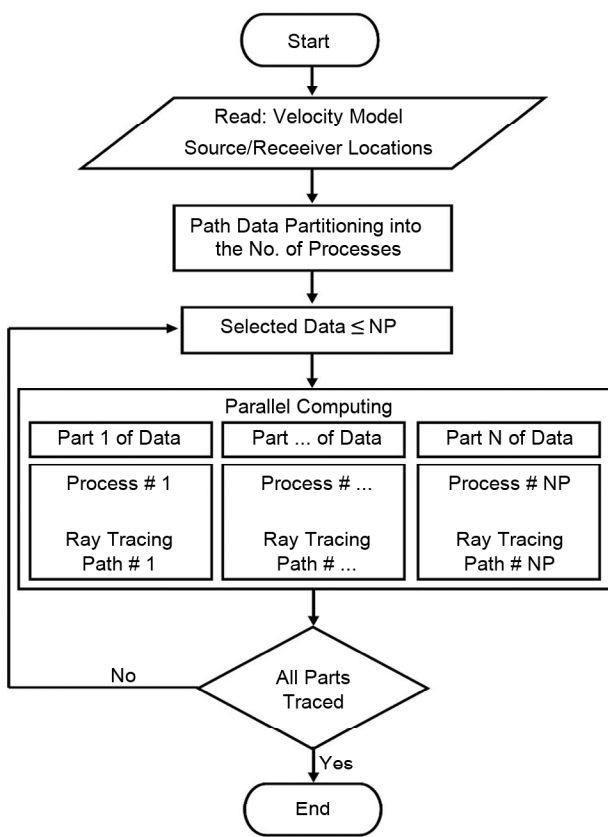 Start
Read: Velocity Model
Source/Receeiver Locations
Path Data Partitioning into
the No. of Processes
Selected Data ≤ NP
Parallel Computing
Part 1 of Data
Part ... of Data
Part N of Data
Process # 1
Ray Tracing
Path # 1
Process # ...
Ray Tracing
Path # ...
Process # NP
Ray Tracing
Path # NP
All Parts
Traced
No
Yes
End